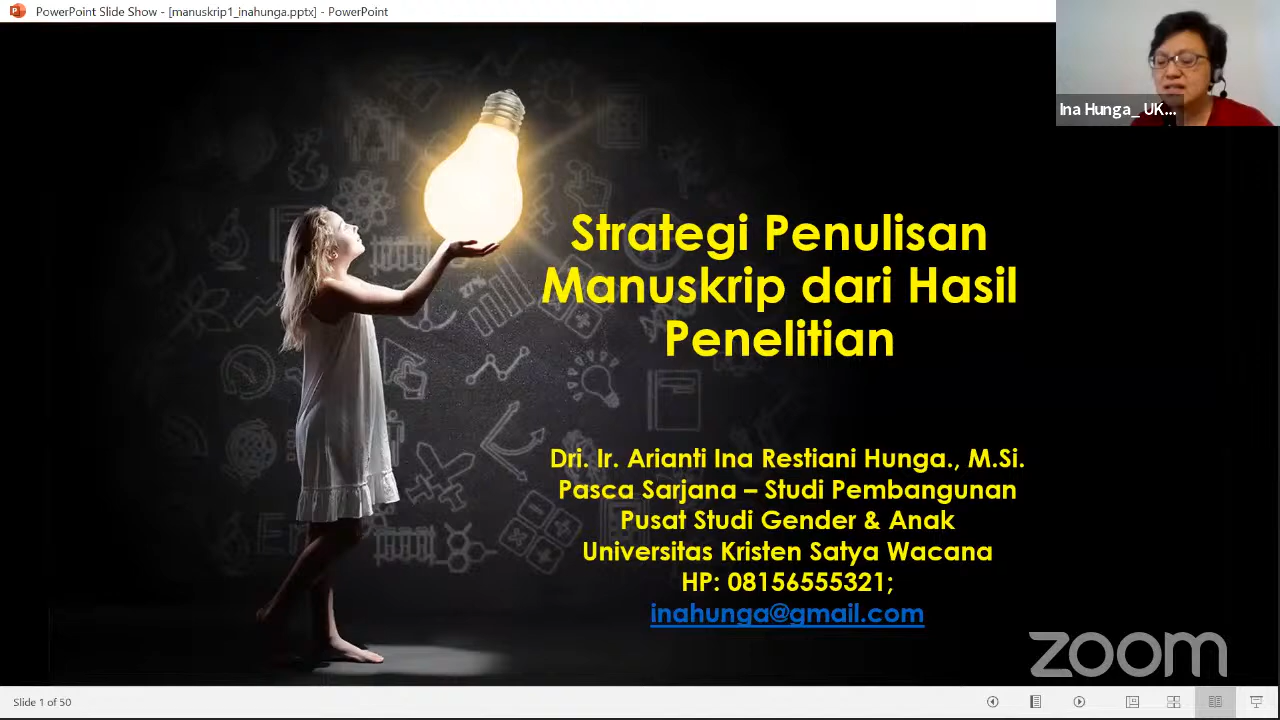 PowerPoint Slide Show - [manuskrip1_inahunga.pptx] - PowerPoint
Ina Hunga_ UK...
Strategi Penulisan
Manuskrip dari Hasil
Penelitian
Dri. Ir. Arianti Ina Restiani Hunga., M.Si.
Pasca Sarjana – Studi Pembangunan
Pusat Studi Gender & Anak
Universitas Kristen Satya Wacana
HP: 08156555321;
inahunga@gmail.com
zoom
Slide 1 of 50